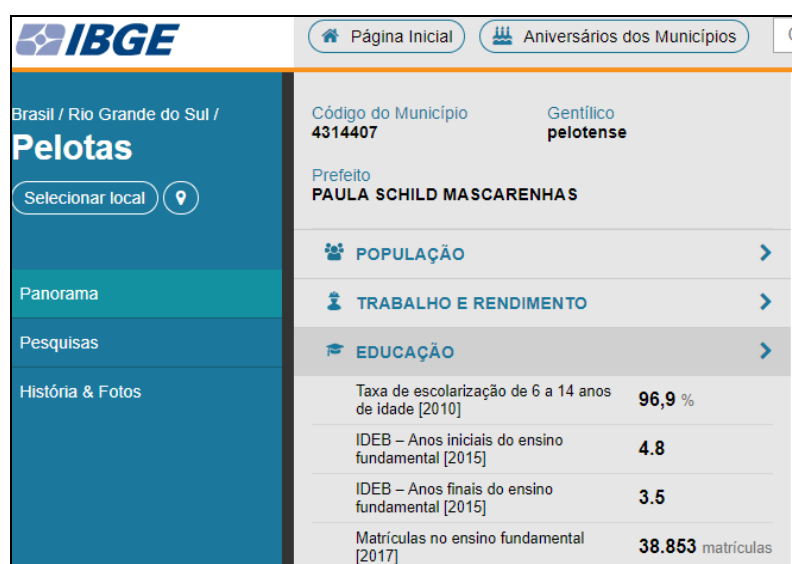 IBGE
Página Inicial
Aniversários dos Municípios
Brasil / Rio Grande do Sul /
Pelotas
Selecionar local
Panorama
Pesquisas
História & Fotos
Código do Município
4314407
Gentílico
pelotense
Prefeito
PAULA SCHILD MASCARENHAS
POPULAÇÃO
TRABALHO E RENDIMENTO
EDUCAÇÃO
Taxa de escolarização de 6 a 14 anos
de idade [2010]
96,9 %
IDEB – Anos iniciais do ensino
fundamental [2015]
4.8
IDEB – Anos finais do ensino
fundamental [2015]
3.5
Matrículas no ensino fundamental
[2017]
38.853 matrículas